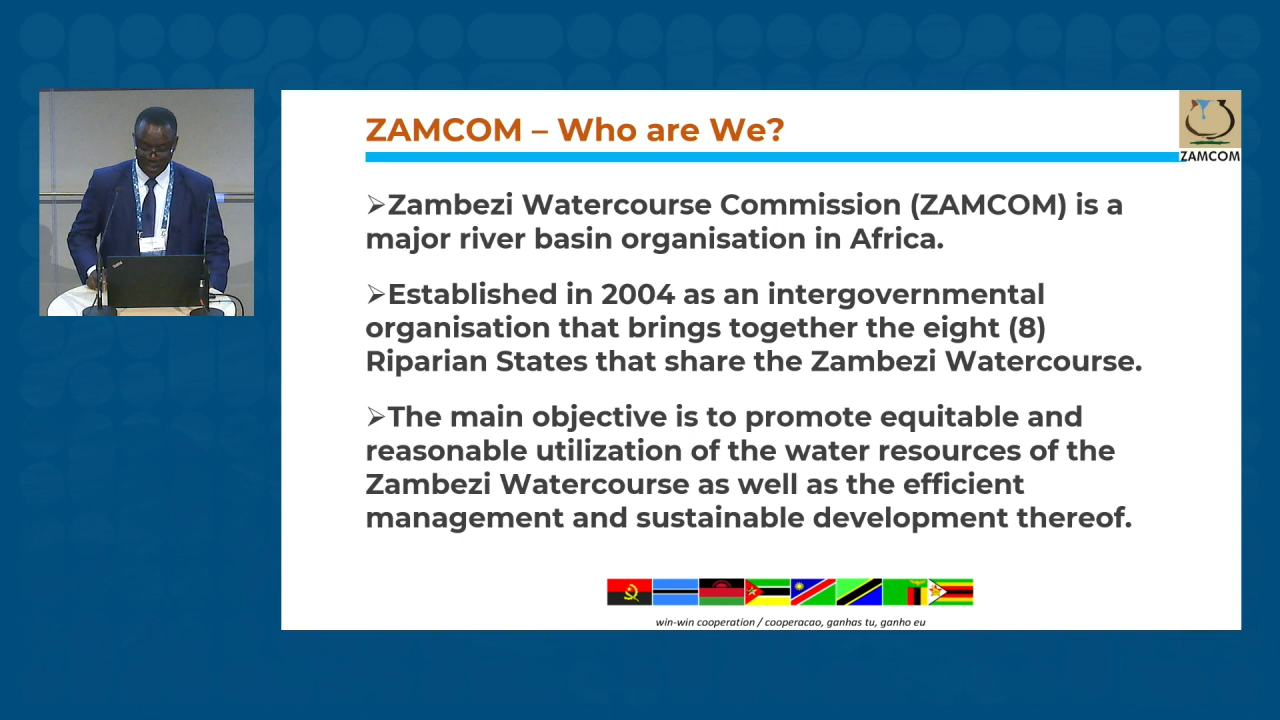 ZAMCOM – Who are We?
ZAMCOM
➢Zambezi Watercourse Commission (ZAMCOM) is a
major river basin organisation in Africa.
➢Established in 2004 as an intergovernmental
organisation that brings together the eight (8)
Riparian States that share the Zambezi Watercourse.
➢The main objective is to promote equitable and
reasonable utilization of the water resources of the
Zambezi Watercourse as well as the efficient
management and sustainable development thereof.
win-win cooperation / cooperacao, ganhas tu, ganho eu